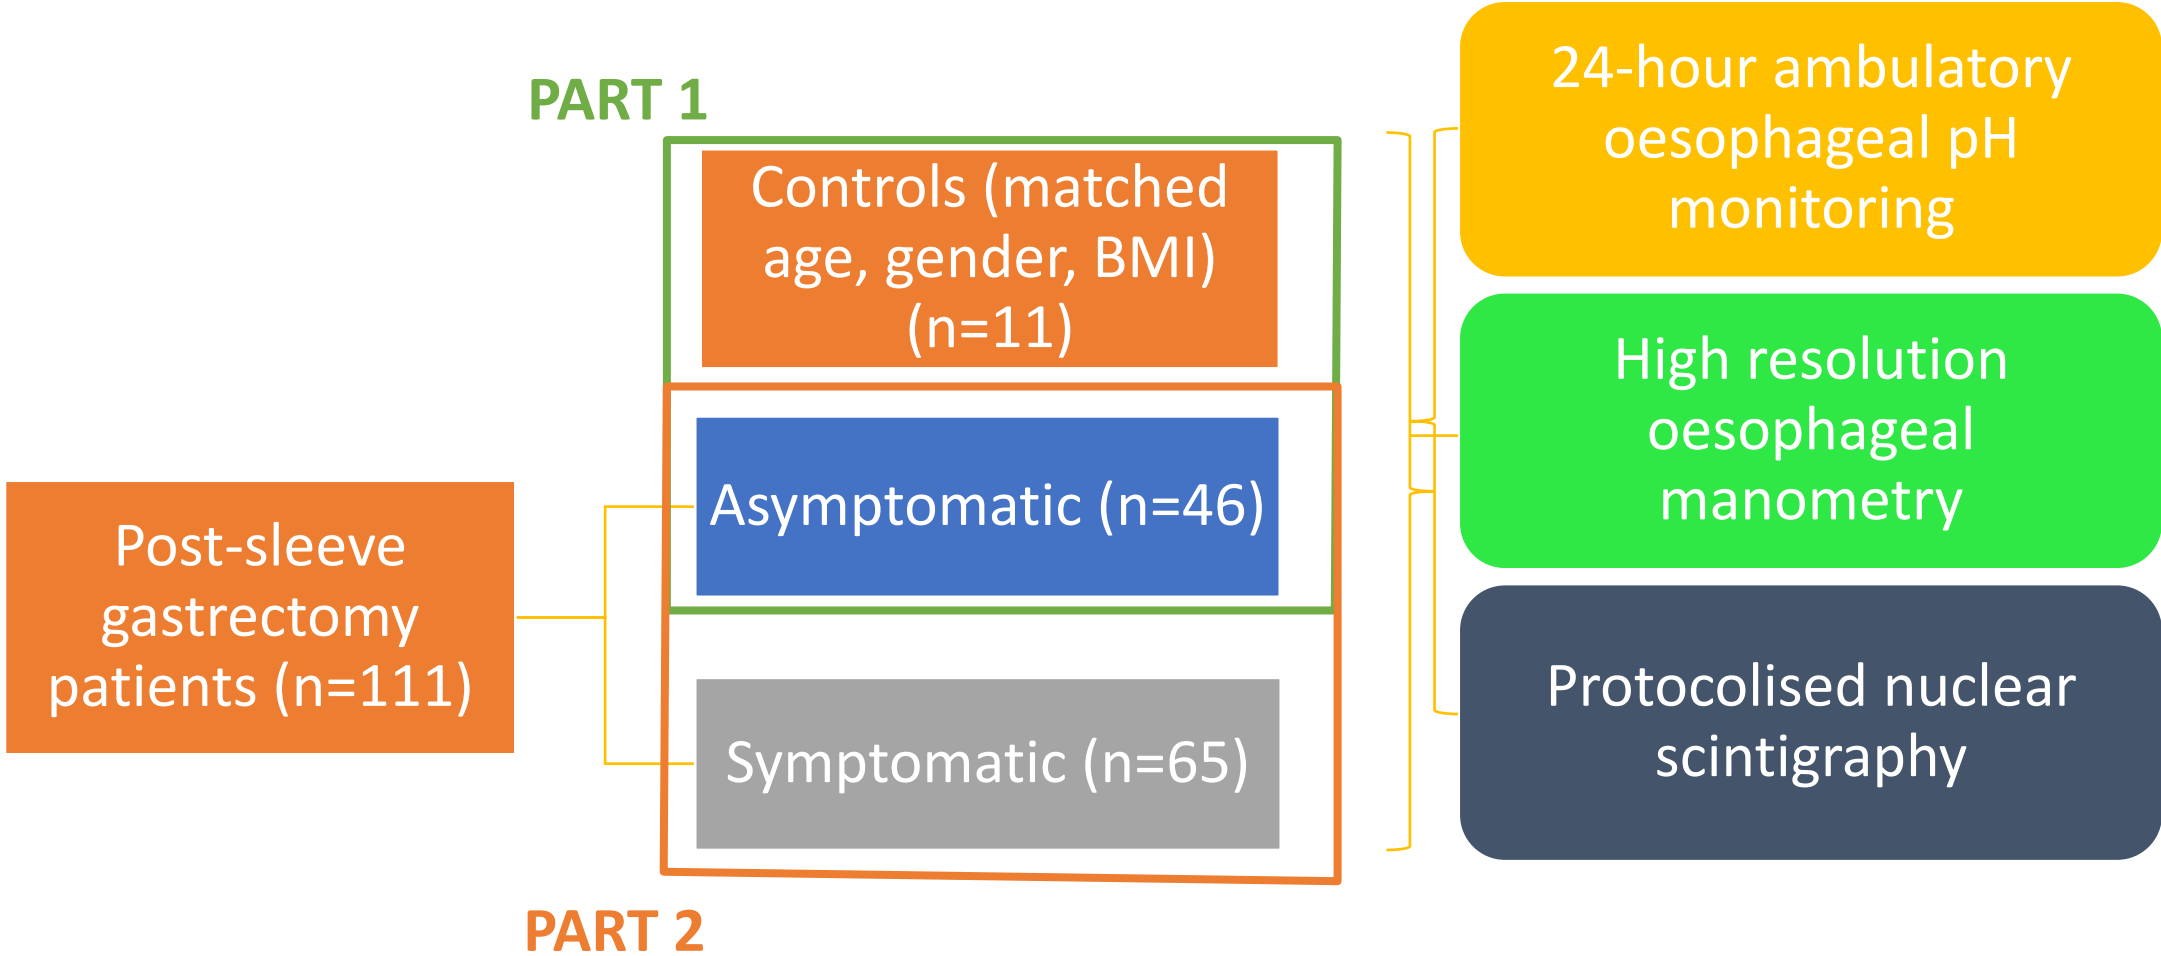 PART 1
Controls (matched
age, gender, BMI)
(n=11)
Asymptomatic (n=46)
Post-sleeve
gastrectomy
patients (n=111)
Symptomatic (n=65)
PART 2
24-hour ambulatory
oesophageal pH
monitoring
High resolution
oesophageal
manometry
Protocolised nuclear
scintigraphy